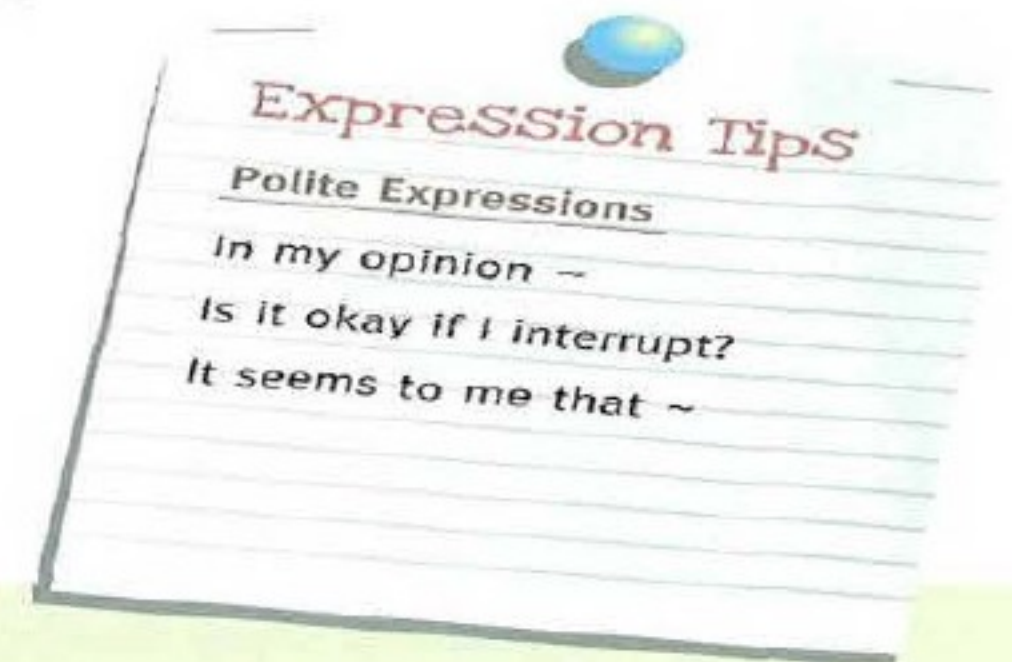 Expression Tips
Polite Expressions
In my opinion ~
Is it okay if I interrupt?
It seems to me that ~